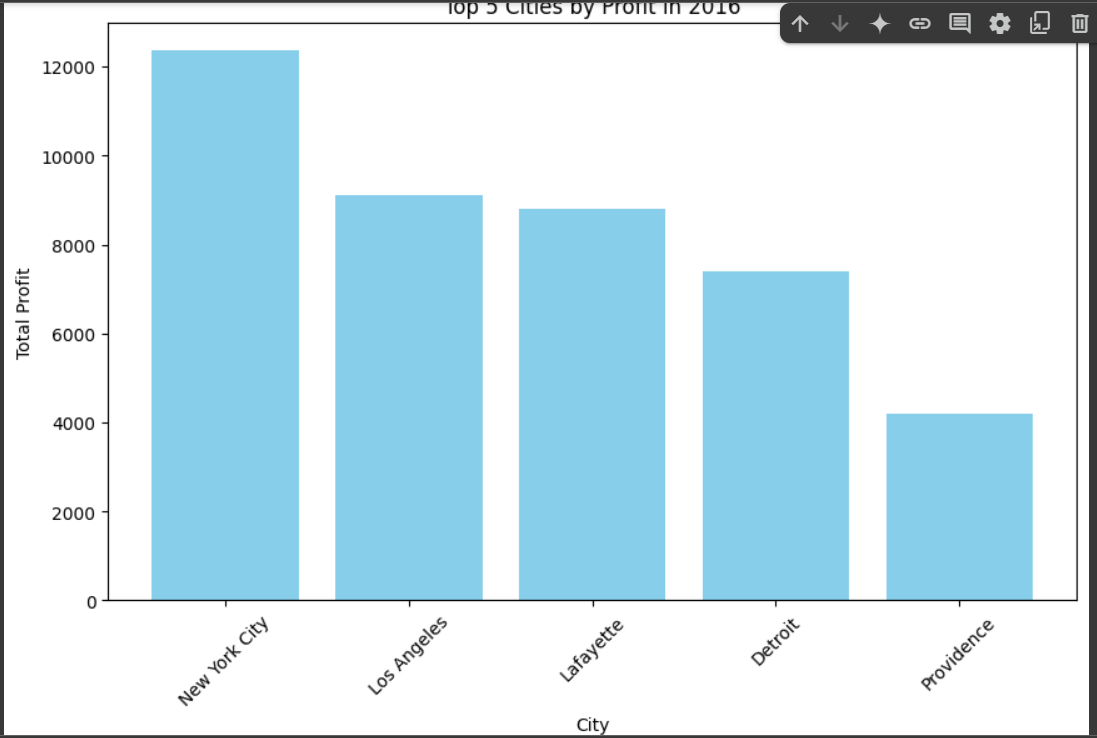 Top 5 Cities by Profit in 2016
12000
10000
8000
6000
4000
2000
0
Total Profit
New York City
Los Angeles
Lafayette
Detroit
Providence
City